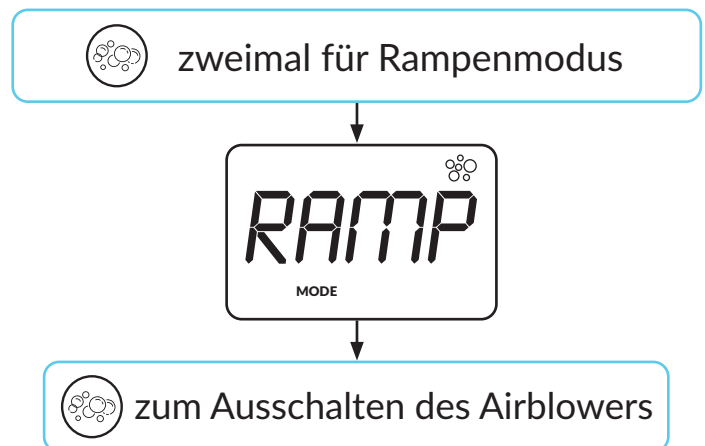 zweimal für Rampenmodus
RAMP
MODE
zum Ausschalten des Airblowers